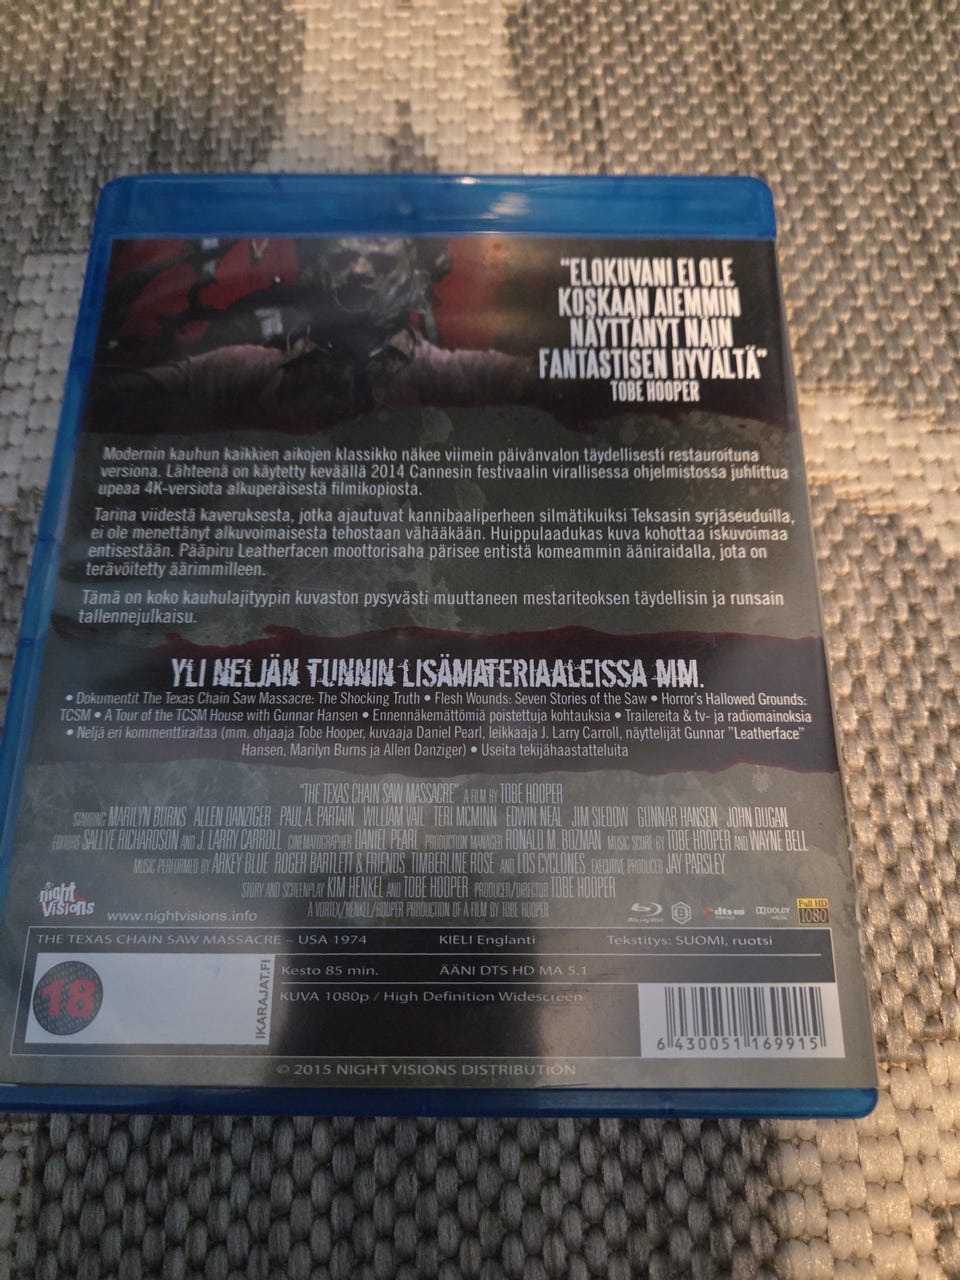 "ELOKUVANI EI OLE
KOSKAAN AIEMMIN
NÄYTTÄNYT NÄIN
FANTASTISEN HYVÄLTÄ"
TOBE HOOPER
Modernin kauhun kaikkien aikojen klassikko näkee viimein päivänvalon täydellisesti restauroituna
versiona. Lähteenä on käytetty keväällä 2014 Cannesin festivaalin virallisessa ohjelmistossa juhlittua
upeaa 4K-versiota alkuperäisestä filmikopiosta.
Tarina viidestä kaveruksesta, jotka ajautuvat kannibaaliperheen silmätikuiksi Teksasin syrjäseuduilla,
ei ole menettänyt alkuvoimaisesta tehostaan vähääkään. Huippulaadukas kuva kohottaa iskuvoimaa
entisestään. Pääpiru Leatherfacen moottorisaha pärisee entistä komeammin ääniraidalla, jota on
terävöitetty äärimmilleen.
Tämä on koko kauhulajityypin kuvaston pysyvästi muuttaneen mestariteoksen täydellisin ja runsain
tallennejulkaisu.
YLI NELJÄN TUNNIN LISÄMATERIAALEISSA MM.
• Dokumentit The Texas Chain Saw Massacre: The Shocking Truth • Flesh Wounds: Seven Stories of the Saw • Horror's Hallowed Grounds:
TCSM • A Tour of the TCSM House with Gunnar Hansen • Ennennäkemättömiä poistettuja kohtauksia • Trailereita & tv- ja radiomainoksia
• Neljä eri kommenttiraitaa (mm. ohjaaja Tobe Hooper, kuvaaja Daniel Pearl, leikkaaja J. Larry Carroll, näyttelijät Gunnar "Leatherface"
Hansen, Marilyn Burns ja Allen Danziger) • Useita tekijähaastatteluita
"THE TEXAS CHAIN SAW MASSACRE" A FILM BY TOBE HOOPER
STARRING MARILYN BURNS ALLEN DANZIGER PAUL A. PARTAIN WILLIAM VAIL TERI MCMINN EDWIN NEAL JIM SIEDOW GUNNAR HANSEN JOHN DUGAN
EDITORS SALLYE RICHARDSON AND J. LARRY CARROLL CINEMATOGRAPHER DANIEL PEARL PRODUCTION MANAGER RONALD M. BOZMAN MUSIC SCORE BY TOBE HOOPER AND WAYNE BELL
MUSIC PERFORMED BY ARKEY BLUE ROGER BARTLETT & FRIENDS TIMBERLINE ROSE AND LOS CYCLONES EXECUTIVE PRODUCER JAY PARSLEY
STORY AND SCREENPLAY KIM HENKEL AND TOBE HOOPER PRODUCER/DIRECTOR TOBE HOOPER
A VORTEX/HENKEL/HOOPER PRODUCTION OF A FILM BY TOBE HOOPER
night visions
www.nightvisions.info
Blu-ray Disc B dts-HD DOLBY Full HD 1080
THE TEXAS CHAIN SAW MASSACRE – USA 1974 KIELI Englanti Tekstitys: SUOMI, ruotsi
Kesto 85 min. ÄÄNI DTS HD MA 5.1
KUVA 1080p / High Definition Widescreen
18
IKARAJAT.FI
6 430051 169915
© 2015 NIGHT VISIONS DISTRIBUTION